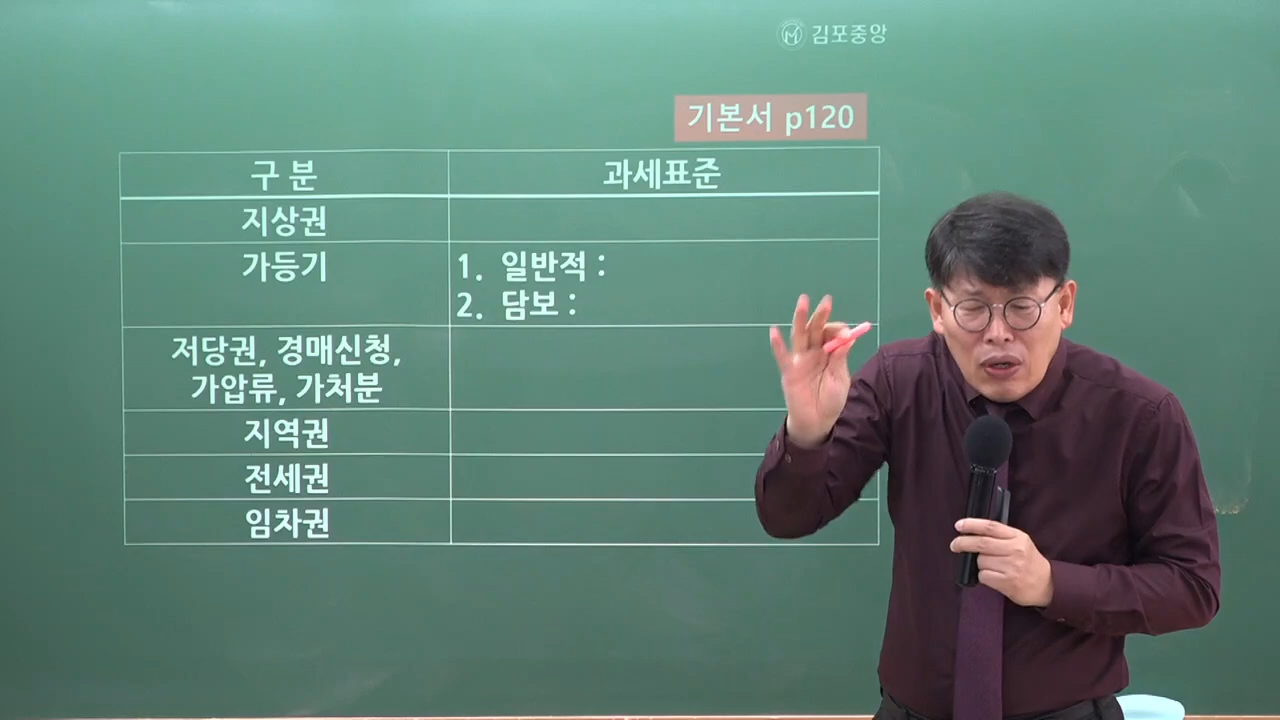 김포중앙
기본서 p120
구 분 과세표준
지상권
가등기 1. 일반적 :
2. 담보 :
저당권, 경매신청,
가압류, 가처분
지역권
전세권
임차권